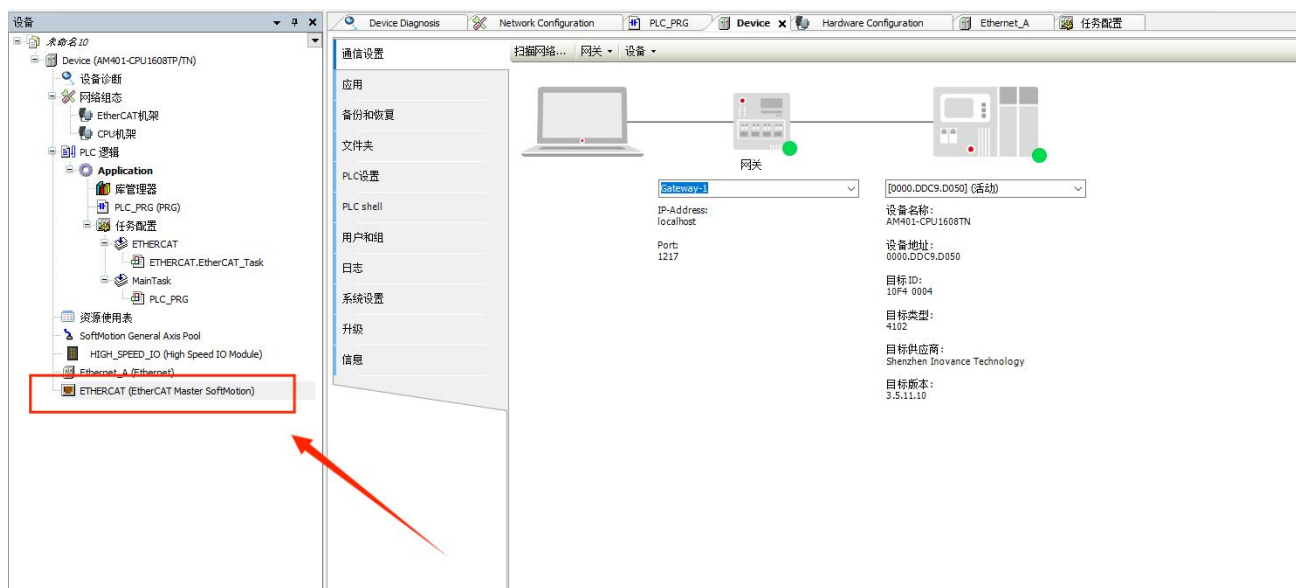 设备
Device Diagnosis
Network Configuration
PLC_PRG
Device
Hardware Configuration
Ethernet_A
任务配置
未命名10
Device (AM401-CPU1608TP/TN)
设备诊断
网络组态
EtherCAT机架
CPU机架
PLC 逻辑
Application
库管理器
PLC_PRG (PRG)
任务配置
ETHERCAT
ETHERCAT.EtherCAT_Task
MainTask
PLC_PRG
资源使用表
SoftMotion General Axis Pool
HIGH_SPEED_IO (High Speed IO Module)
Ethernet_A (Ethernet)
ETHERCAT (EtherCAT Master SoftMotion)
通信设置
应用
备份和恢复
文件夹
PLC设置
PLC shell
用户和组
日志
系统设置
升级
信息
扫描网络... 网关 设备
网关
Gateway-1
IP-Address:
localhost
Port:
1217
[0000.DDC9.D050] (活动)
设备名称:
AM401-CPU1608TN
设备地址:
0000.DDC9.D050
目标ID:
10F4 0004
目标类型:
4102
目标供应商:
Shenzhen Inovance Technology
目标版本:
3.5.11.10